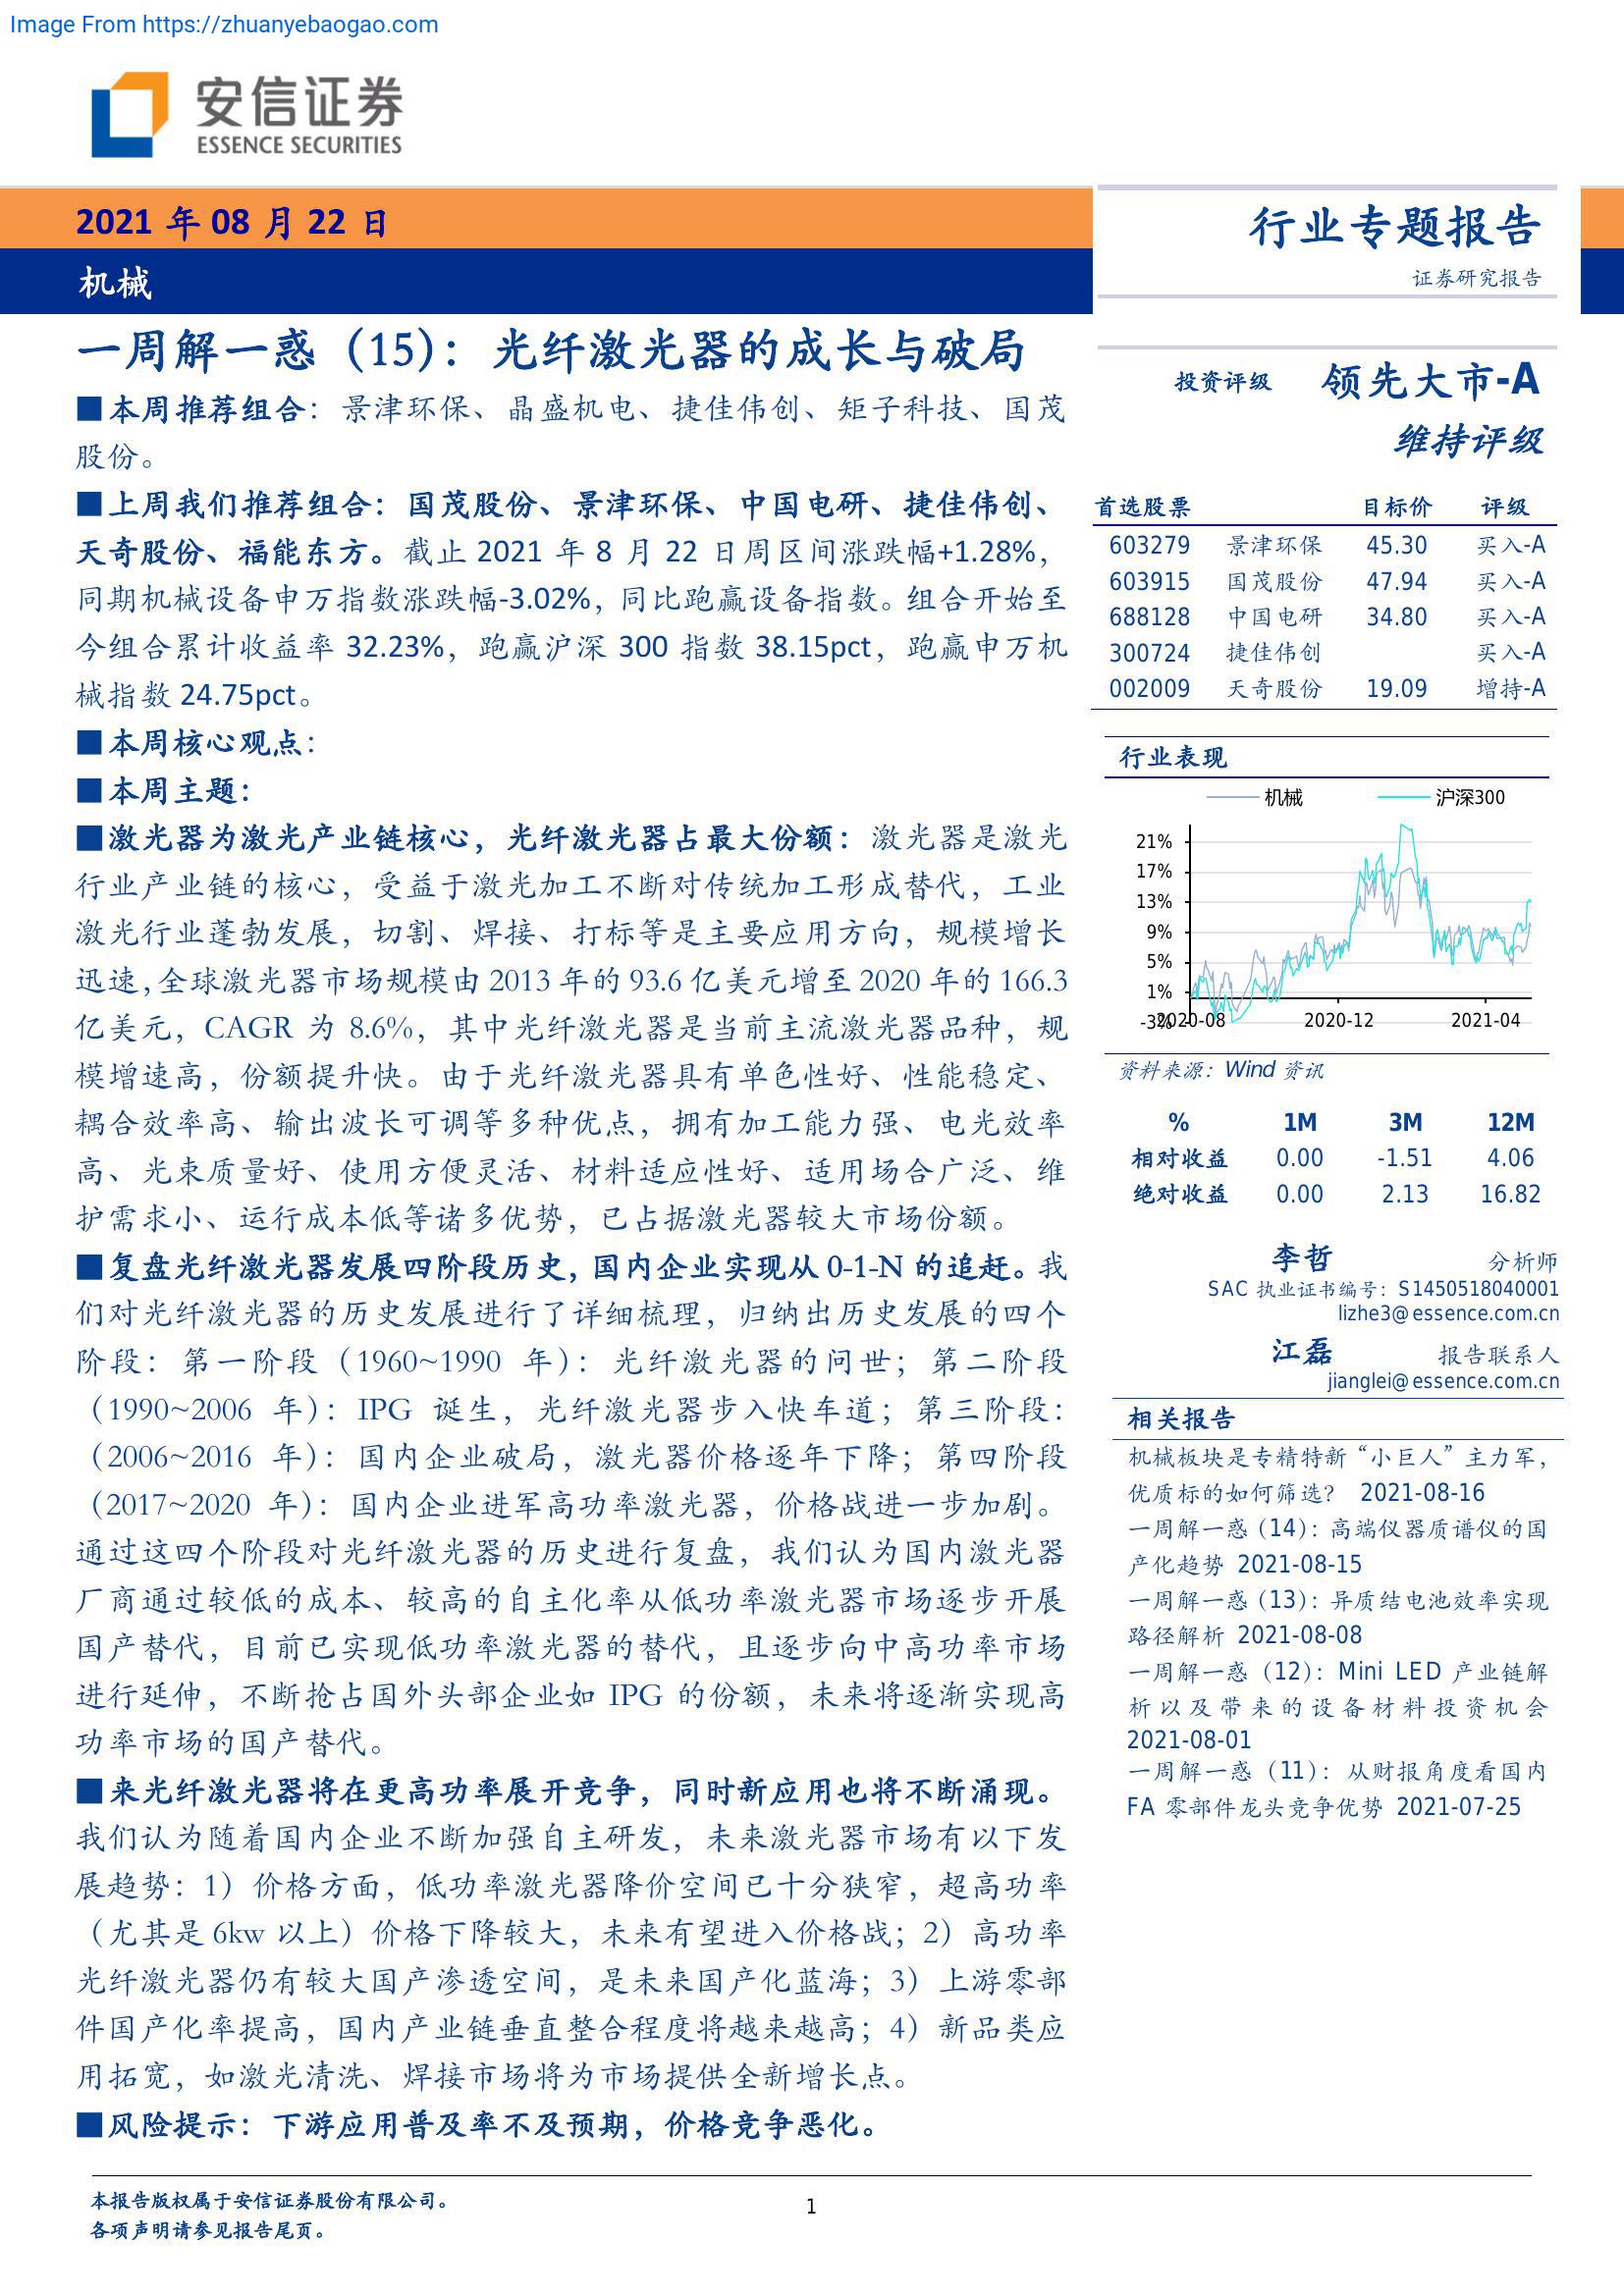 Image From https://zhuanyebaogao.com
安信证券
ESSENCE SECURITIES
2021 年 08 月 22 日
机械
一周解一惑（15）：光纤激光器的成长与破局
■本周推荐组合：景津环保、晶盛机电、捷佳伟创、矩子科技、国茂
股份。
■上周我们推荐组合：国茂股份、景津环保、中国电研、捷佳伟创、
天奇股份、福能东方。截止 2021 年 8 月 22 日周区间涨跌幅+1.28%，
同期机械设备申万指数涨跌幅-3.02%，同比跑赢设备指数。组合开始至
今组合累计收益率 32.23%，跑赢沪深 300 指数 38.15pct，跑赢申万机
械指数 24.75pct。
■本周核心观点：
■本周主题：
■激光器为激光产业链核心，光纤激光器占最大份额：激光器是激光
行业产业链的核心，受益于激光加工不断对传统加工形成替代，工业
激光行业蓬勃发展，切割、焊接、打标等是主要应用方向，规模增长
迅速，全球激光器市场规模由 2013 年的 93.6 亿美元增至 2020 年的 166.3
亿美元，CAGR 为 8.6%，其中光纤激光器是当前主流激光器品种，规
模增速高，份额提升快。由于光纤激光器具有单色性好、性能稳定、
耦合效率高、输出波长可调等多种优点，拥有加工能力强、电光效率
高、光束质量好、使用方便灵活、材料适应性好、适用场合广泛、维
护需求小、运行成本低等诸多优势，已占据激光器较大市场份额。
■复盘光纤激光器发展四阶段历史，国内企业实现从 0-1-N 的追赶。我
们对光纤激光器的历史发展进行了详细梳理，归纳出历史发展的四个
阶段：第一阶段（1960~1990 年）：光纤激光器的问世；第二阶段
（1990~2006 年）：IPG 诞生，光纤激光器步入快车道；第三阶段：
（2006~2016 年）：国内企业破局，激光器价格逐年下降；第四阶段
（2017~2020 年）：国内企业进军高功率激光器，价格战进一步加剧。
通过这四个阶段对光纤激光器的历史进行复盘，我们认为国内激光器
厂商通过较低的成本、较高的自主化率从低功率激光器市场逐步开展
国产替代，目前已实现低功率激光器的替代，且逐步向中高功率市场
进行延伸，不断抢占国外头部企业如 IPG 的份额，未来将逐渐实现高
功率市场的国产替代。
■来光纤激光器将在更高功率展开竞争，同时新应用也将不断涌现。
我们认为随着国内企业不断加强自主研发，未来激光器市场有以下发
展趋势：1）价格方面，低功率激光器降价空间已十分狭窄，超高功率
（尤其是 6kw 以上）价格下降较大，未来有望进入价格战；2）高功率
光纤激光器仍有较大国产渗透空间，是未来国产化蓝海；3）上游零部
件国产化率提高，国内产业链垂直整合程度将越来越高；4）新品类应
用拓宽，如激光清洗、焊接市场将为市场提供全新增长点。
■风险提示：下游应用普及率不及预期，价格竞争恶化。
行业专题报告
证券研究报告
投资评级 领先大市-A
维持评级
首选股票 目标价 评级
603279 景津环保 45.30 买入-A
603915 国茂股份 47.94 买入-A
688128 中国电研 34.80 买入-A
300724 捷佳伟创 买入-A
002009 天奇股份 19.09 增持-A
行业表现
机械 沪深300
21%
17%
13%
9%
5%
1%
-3%
2020-08 2020-12 2021-04
资料来源：Wind 资讯
% 1M 3M 12M
相对收益 0.00 -1.51 4.06
绝对收益 0.00 2.13 16.82
李哲 分析师
SAC 执业证书编号：S1450518040001
lizhe3@essence.com.cn
江磊 报告联系人
jianglei@essence.com.cn
相关报告
机械板块是专精特新“小巨人”主力军，
优质标的如何筛选？ 2021-08-16
一周解一惑（14）：高端仪器质谱仪的国
产化趋势 2021-08-15
一周解一惑（13）：异质结电池效率实现
路径解析 2021-08-08
一周解一惑（12）：Mini LED 产业链解
析以及带来的设备材料投资机会
2021-08-01
一周解一惑（11）：从财报角度看国内
FA 零部件龙头竞争优势 2021-07-25
本报告版权属于安信证券股份有限公司。
各项声明请参见报告尾页。
1